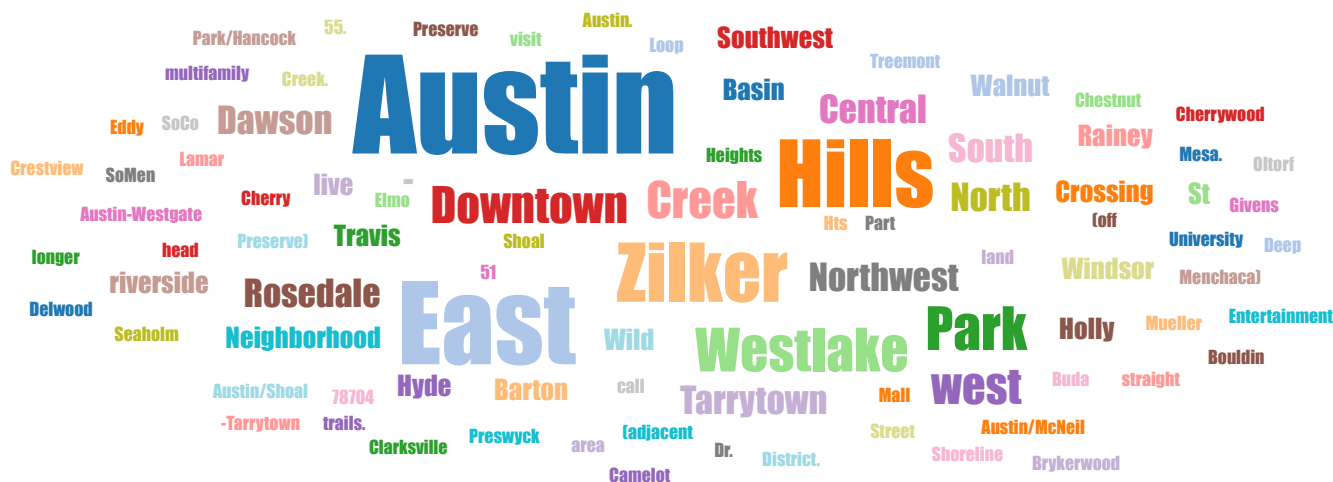 Austin.
55.
Park/Hancock
Preserve
visit
Loop
Southwest
Treemont
multifamily
Creek.
Austin
Basin
Walnut
Central
Chestnut
Cherrywood
Eddy
SoCo
Dawson
Rainey
South
Heights
Hills
Mesa.
Oltorf
Crestview
SoMen
Lamar
live
-
Cherry
Elmo
Downtown
Creek
North
Crossing
St
Givens
Austin-Westgate
Hts
Part
(off
longer
head
Preserve)
Travis
Shoal
University
Deep
riverside
51
Zilker
land
Northwest
Windsor
Menchaca)
Rosedale
Delwood
Seaholm
Neighborhood
East
Wild
Westlake
Park
Holly
Mueller
Entertainment
Bouldin
Austin/Shoal
78704
Hyde
Barton
call
Tarrytown
Mall
west
Buda
straight
-Tarrytown
trails.
Clarksville
Preswyck
area
(adjacent
Dr.
District.
Street
Austin/McNeil
Shoreline
Brykerwood
Camelot